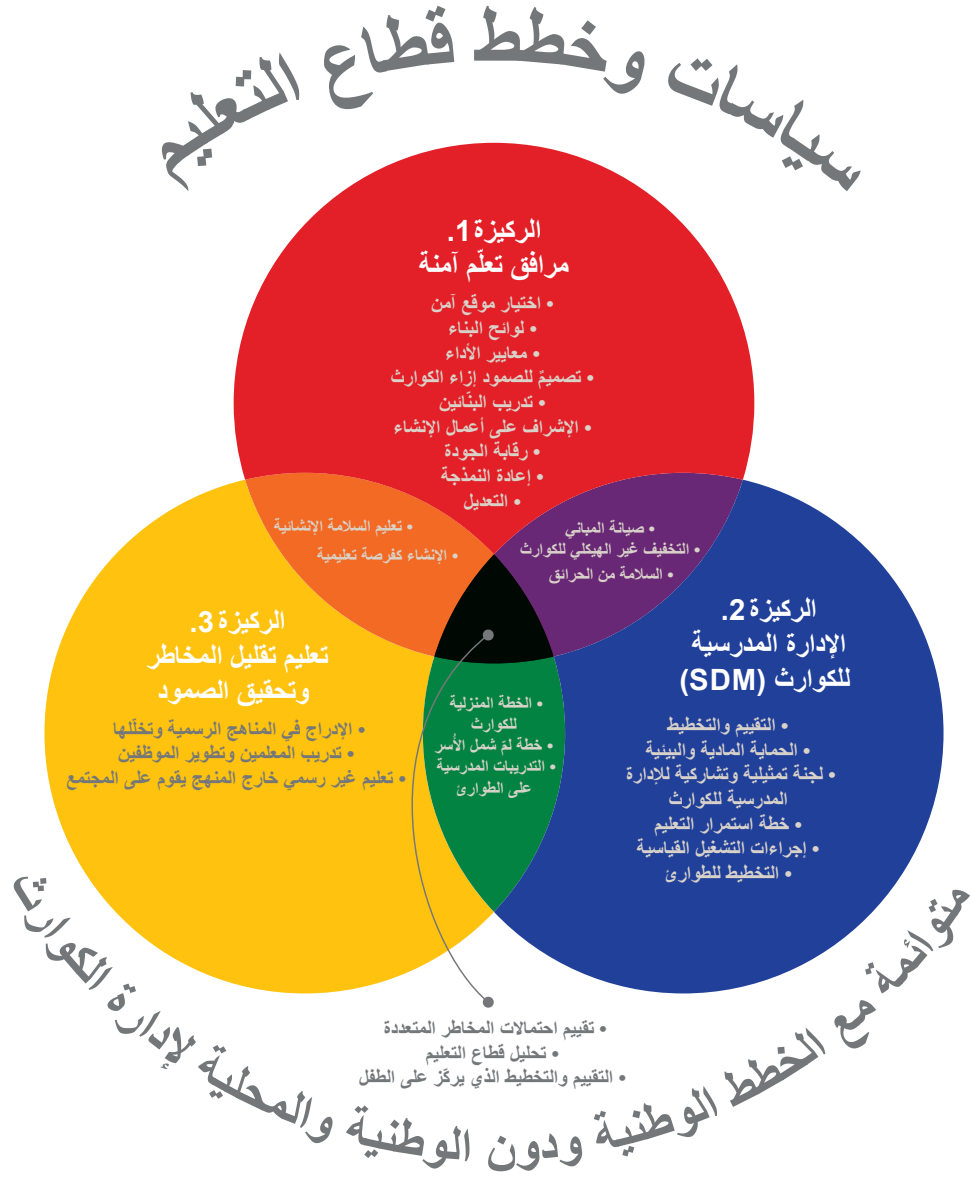 سياسات وخطط قطاع التعليم
الركيزة 1.
مرافق تعلّم آمنة
• اختيار موقع آمن
• لوائح البناء
• معايير الأداء
• تصميمٌ للصمود إزاء الكوارث
• تدريب البنّائين
• الإشراف على أعمال الإنشاء
• رقابة الجودة
• إعادة النمذجة
• التعديل
• صيانة المباني
• التخفيف غير الهيكلي للكوارث
• السلامة من الحرائق
• تعليم السلامة الإنشائية
• الإنشاء كفرصة تعليمية
الركيزة 2.
الإدارة المدرسية
للكوارث (SDM)
• التقييم والتخطيط
• الحماية المادية والبيئية
• لجنة تمثيلية وتشاركية للإدارة
المدرسية للكوارث
• خطة استمرار التعليم
• إجراءات التشغيل القياسية
• التخطيط للطوارئ
• الخطة المنزلية
للكوارث
• خطة لمّ شمل الأُسر
• التدريبات المدرسية
على الطوارئ
الركيزة 3.
تعليم تقليل المخاطر
وتحقيق الصمود
• الإدراج في المناهج الرسمية وتخلّلها
• تدريب المعلمين وتطوير الموظفين
• تعليم غير رسمي خارج المنهج يقوم على المجتمع
• تقييم احتمالات المخاطر المتعددة
• تحليل قطاع التعليم
• التقييم والتخطيط الذي يركّز على الطفل
متوائمة مع الخطط الوطنية ودون الوطنية والمحلية لإدارة الكوارث